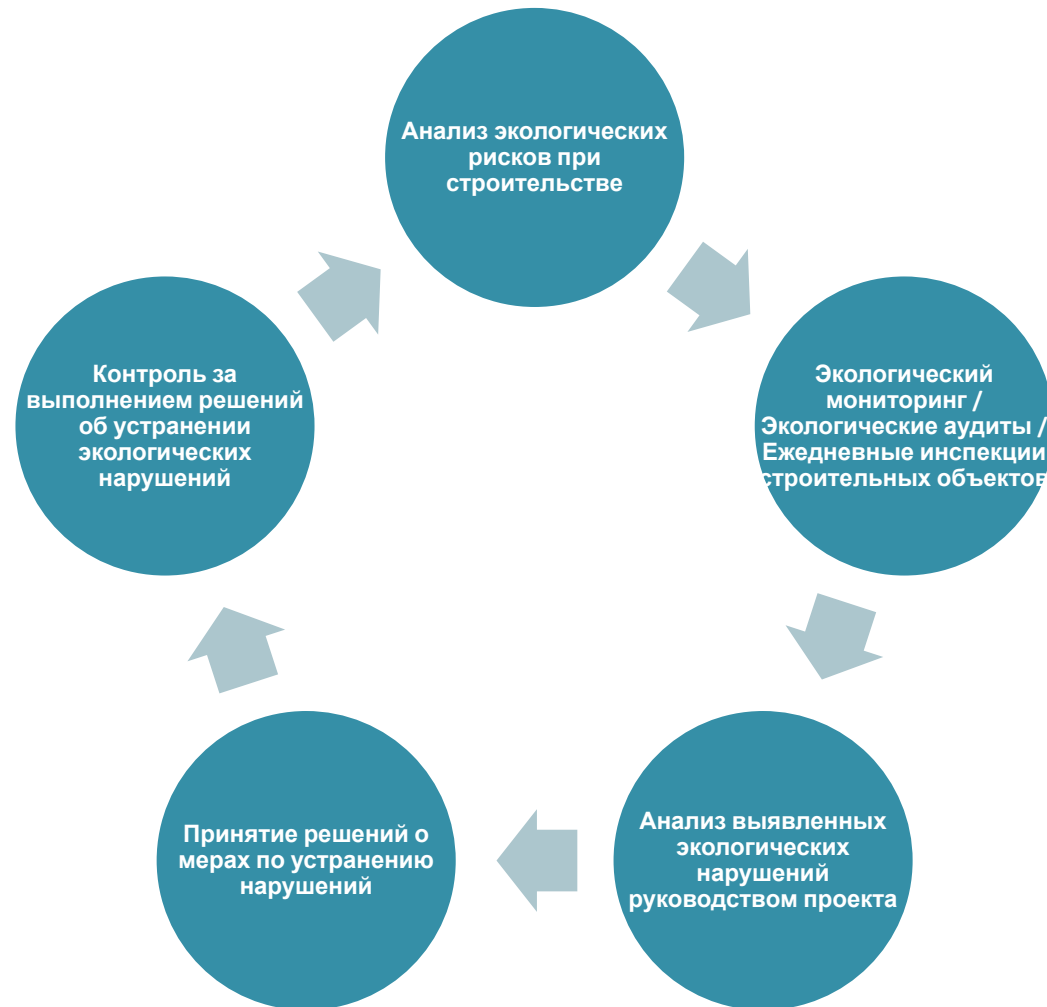 Анализ экологических
рисков при
строительстве
Экологический
мониторинг /
Экологические аудиты /
Ежедневные инспекции
строительных объектов
Анализ выявленных
экологических
нарушений
руководством проекта
Принятие решений о
мерах по устранению
нарушений
Контроль за
выполнением решений
об устранении
экологических
нарушений